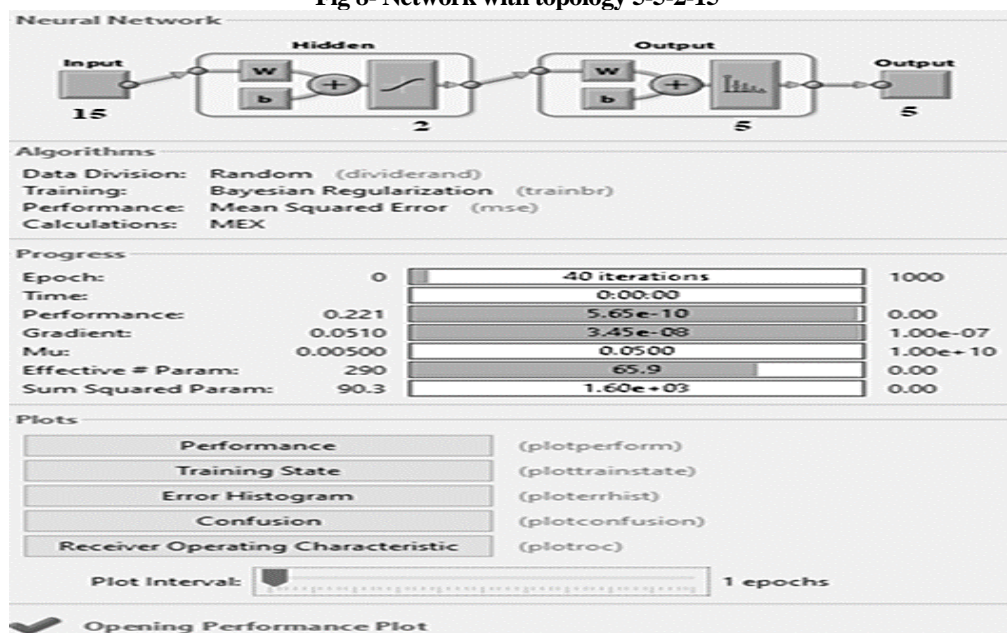 Fig 8- Network with topology 5-5-2-15
Neural Network
Hidden
Output
Input
Output
w
b
+
w
b
+
15
2
5
5
Algorithms
Data Division: Random (dividerand)
Training: Bayesian Regularization (trainbr)
Performance: Mean Squared Error (mse)
Calculations: MEX
Progress
Epoch: 0 40 iterations 1000
Time: 0:00:00
Performance: 0.221 5.65e-10 0.00
Gradient: 0.0510 3.45e-08 1.00e-07
Mu: 0.00500 0.0500 1.00e+10
Effective # Param: 290 65.9 0.00
Sum Squared Param: 90.3 1.60e+03 0.00
Plots
Performance (plotperform)
Training State (plottrainstate)
Error Histogram (ploterrhist)
Confusion (plotconfusion)
Receiver Operating Characteristic (plotroc)
Plot Interval: 1 epochs
Opening Performance Plot